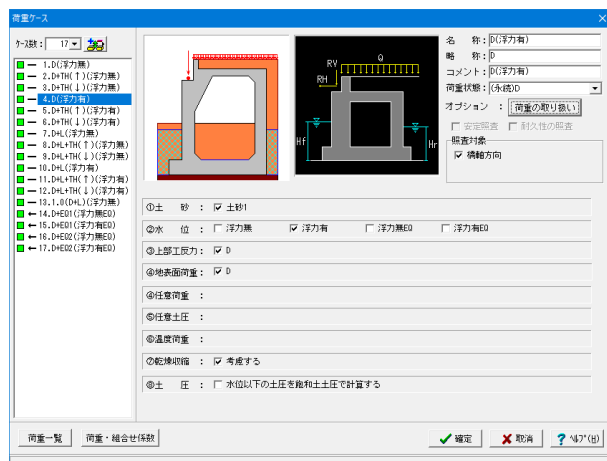 荷重ケース
ケース数： 17
1.D(浮力無)
2.D+TH(↑)(浮力無)
3.D+TH(↓)(浮力無)
4.D(浮力有)
5.D+TH(↑)(浮力有)
6.D+TH(↓)(浮力有)
7.D+L(浮力無)
8.D+L+TH(↑)(浮力無)
9.D+L+TH(↓)(浮力無)
10.D+L(浮力有)
11.D+L+TH(↑)(浮力有)
12.D+L+TH(↓)(浮力有)
13.1.0(D+L)(浮力無)
14.D+EQ1(浮力無EQ)
15.D+EQ1(浮力有EQ)
16.D+EQ2(浮力無EQ)
17.D+EQ2(浮力有EQ)
Q
RV
RH
Hf
Hr
名 称：D(浮力有)
略 称：D
コメント：D(浮力有)
荷重状態：(永続)D
オプション ： 荷重の取り扱い
安定照査 耐久性の照査
照査対象
橋軸方向
①土 砂 ： 土砂1
②水 位 ： 浮力無 浮力有 浮力無EQ 浮力有EQ
③上部工反力： D
④地表面荷重： D
④任意荷重 ：
⑤任意土圧 ：
⑥温度荷重 ：
⑦乾燥収縮 ： 考慮する
⑧土 圧 ： 水位以下の土圧を飽和土土圧で計算する
荷重一覧 荷重・組合せ係数 確定 取消 ヘルプ(H)